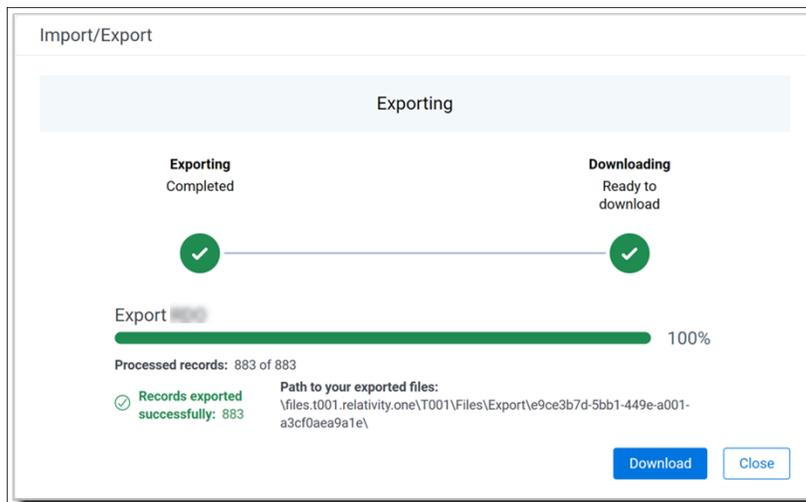 Import/Export
Exporting
Exporting
Completed
Downloading
Ready to
download
Export
100%
Processed records: 883 of 883
Records exported
successfully: 883
Path to your exported files:
\files.t001.relativity.one\T001\Files\Export\e9ce3b7d-5bb1-449e-a001-
a3cf0aea9a1e\
Download
Close